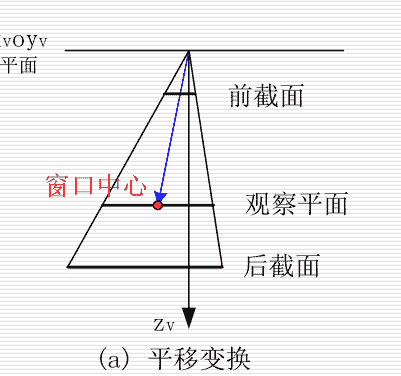 xvoyv
平面
前截面
窗口中心
观察平面
后截面
zv
(a) 平移变换